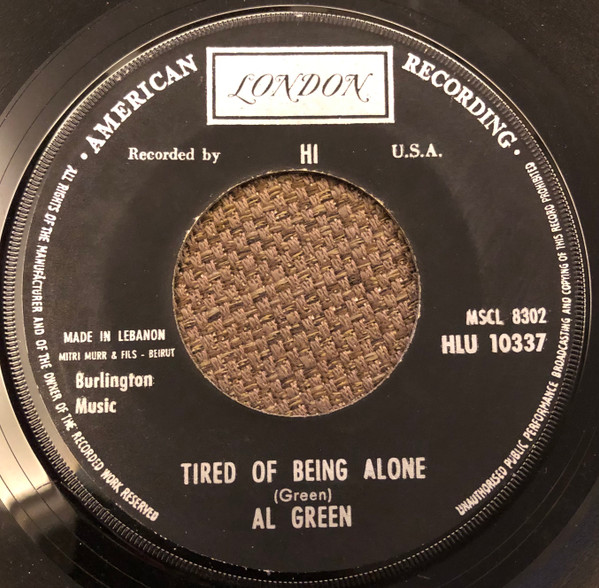 · AMERICAN RECORDING ·
LONDON
Recorded by HI U.S.A.
MADE IN LEBANON
MITRI MURR & FILS - BEIRUT
Burlington
Music
MSCL 8302
HLU 10337
TIRED OF BEING ALONE
(Green)
AL GREEN
ALL RIGHTS OF THE MANUFACTURER AND OF THE OWNER OF THE RECORDED WORK RESERVED
UNAUTHORISED PUBLIC PERFORMANCE BROADCASTING AND COPYING OF THIS RECORD PROHIBITED